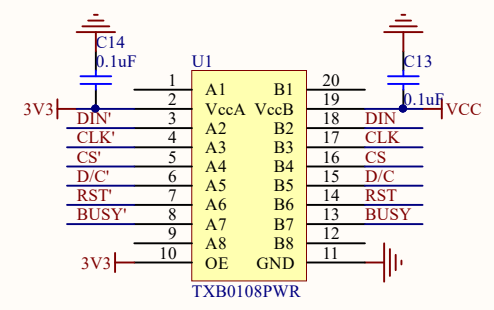 C14
0.1uF
U1
C13
0.1uF
1 A1 B1 20
3V3 2 VccA VccB 19 VCC
DIN' 3 A2 B2 18 DIN
CLK' 4 A3 B3 17 CLK
CS' 5 A4 B4 16 CS
D/C' 6 A5 B5 15 D/C
RST' 7 A6 B6 14 RST
BUSY' 8 A7 B7 13 BUSY
9 A8 B8 12
3V3 10 OE GND 11
TXB0108PWR